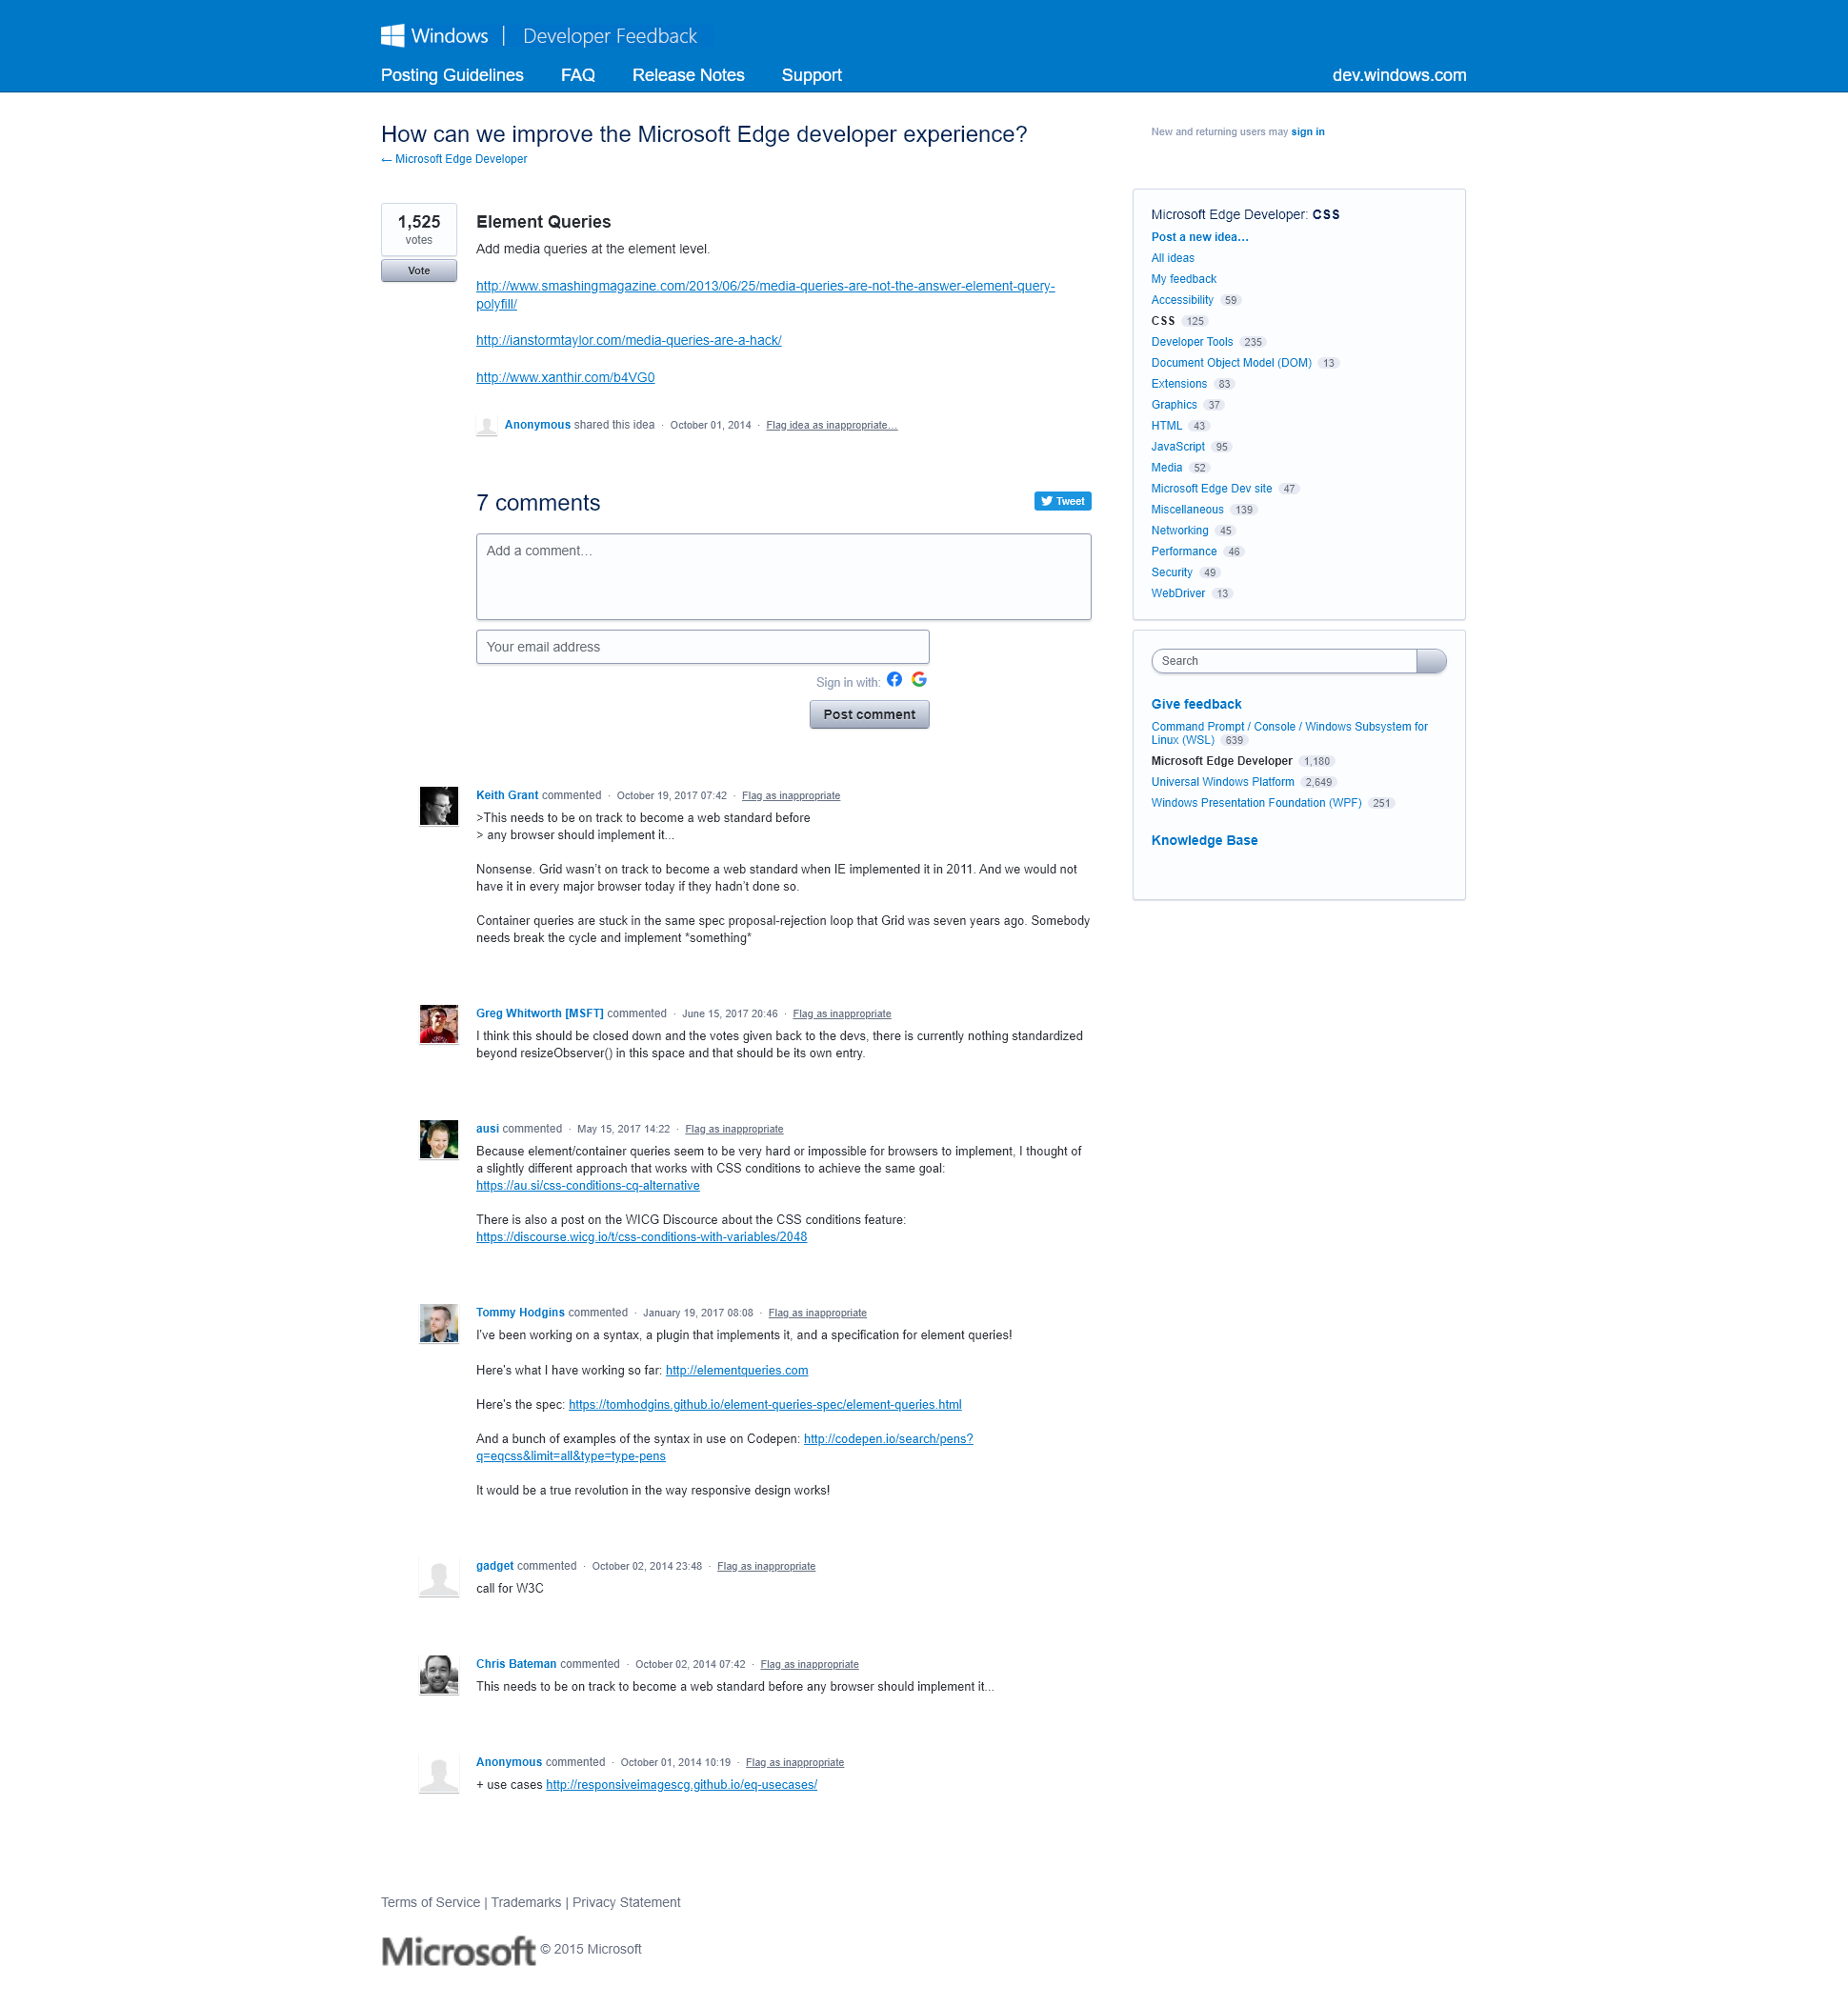 Windows | Developer Feedback
Posting Guidelines FAQ Release Notes Support dev.windows.com
How can we improve the Microsoft Edge developer experience?
← Microsoft Edge Developer
New and returning users may sign in
1,525
votes
Vote
Element Queries
Add media queries at the element level.
http://www.smashingmagazine.com/2013/06/25/media-queries-are-not-the-answer-element-query-
polyfill/
http://ianstormtaylor.com/media-queries-are-a-hack/
http://www.xanthir.com/b4VG0
Anonymous shared this idea · October 01, 2014 · Flag idea as inappropriate…
7 comments
Tweet
Add a comment…
Your email address
Sign in with:
Post comment
Keith Grant commented · October 19, 2017 07:42 · Flag as inappropriate
>This needs to be on track to become a web standard before
> any browser should implement it...
Nonsense. Grid wasn't on track to become a web standard when IE implemented it in 2011. And we would not
have it in every major browser today if they hadn't done so.
Container queries are stuck in the same spec proposal-rejection loop that Grid was seven years ago. Somebody
needs break the cycle and implement *something*
Greg Whitworth [MSFT] commented · June 15, 2017 20:46 · Flag as inappropriate
I think this should be closed down and the votes given back to the devs, there is currently nothing standardized
beyond resizeObserver() in this space and that should be its own entry.
ausi commented · May 15, 2017 14:22 · Flag as inappropriate
Because element/container queries seem to be very hard or impossible for browsers to implement, I thought of
a slightly different approach that works with CSS conditions to achieve the same goal:
https://au.si/css-conditions-cq-alternative
There is also a post on the WICG Discource about the CSS conditions feature:
https://discourse.wicg.io/t/css-conditions-with-variables/2048
Tommy Hodgins commented · January 19, 2017 08:08 · Flag as inappropriate
I've been working on a syntax, a plugin that implements it, and a specification for element queries!
Here's what I have working so far: http://elementqueries.com
Here's the spec: https://tomhodgins.github.io/element-queries-spec/element-queries.html
And a bunch of examples of the syntax in use on Codepen: http://codepen.io/search/pens?
q=eqcss&limit=all&type=type-pens
It would be a true revolution in the way responsive design works!
gadget commented · October 02, 2014 23:48 · Flag as inappropriate
call for W3C
Chris Bateman commented · October 02, 2014 07:42 · Flag as inappropriate
This needs to be on track to become a web standard before any browser should implement it...
Anonymous commented · October 01, 2014 10:19 · Flag as inappropriate
+ use cases http://responsiveimagescg.github.io/eq-usecases/
Microsoft Edge Developer: CSS
Post a new idea…
All ideas
My feedback
Accessibility 59
CSS 125
Developer Tools 235
Document Object Model (DOM) 13
Extensions 83
Graphics 37
HTML 43
JavaScript 95
Media 52
Microsoft Edge Dev site 47
Miscellaneous 139
Networking 45
Performance 46
Security 49
WebDriver 13
Search
Give feedback
Command Prompt / Console / Windows Subsystem for
Linux (WSL) 639
Microsoft Edge Developer 1,180
Universal Windows Platform 2,649
Windows Presentation Foundation (WPF) 251
Knowledge Base
Terms of Service | Trademarks | Privacy Statement
Microsoft © 2015 Microsoft